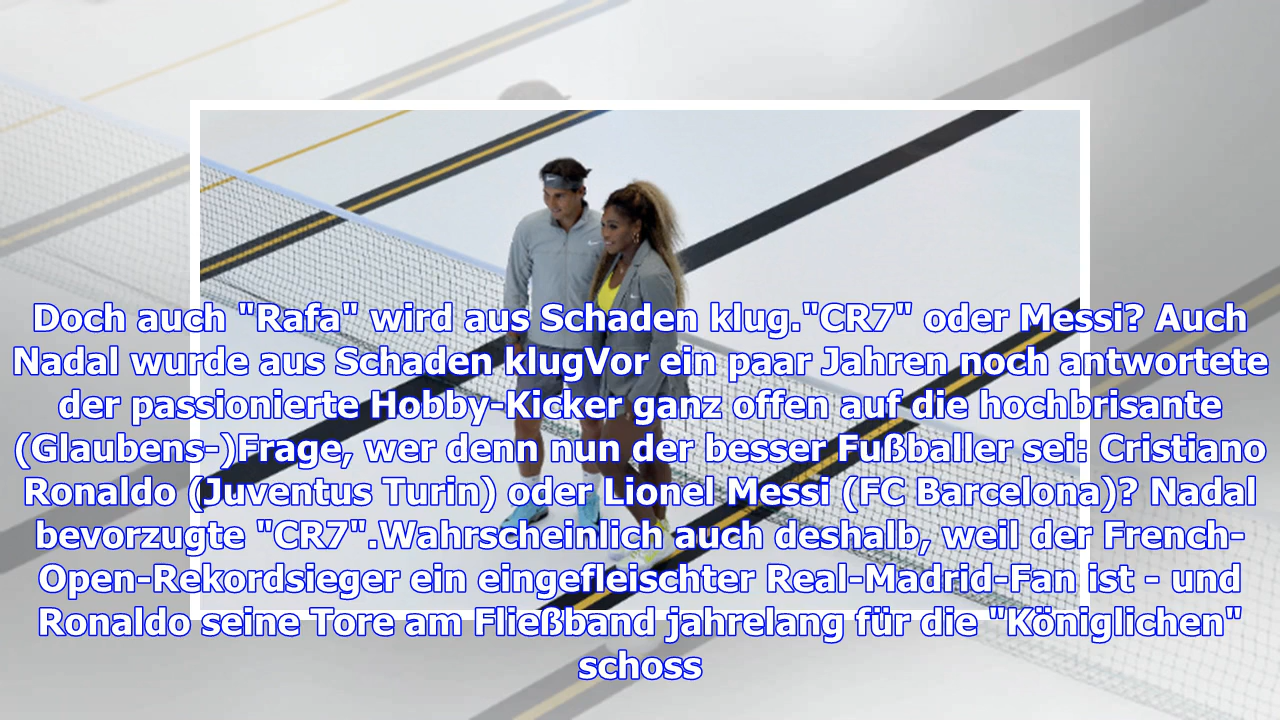 Doch auch "Rafa" wird aus Schaden klug."CR7" oder Messi? Auch
Nadal wurde aus Schaden klugVor ein paar Jahren noch antwortete
der passionierte Hobby-Kicker ganz offen auf die hochbrisante
(Glaubens-)Frage, wer denn nun der besser Fußballer sei: Cristiano
Ronaldo (Juventus Turin) oder Lionel Messi (FC Barcelona)? Nadal
bevorzugte "CR7".Wahrscheinlich auch deshalb, weil der French-
Open-Rekordsieger ein eingefleischter Real-Madrid-Fan ist - und
Ronaldo seine Tore am Fließband jahrelang für die "Königlichen"
schoss